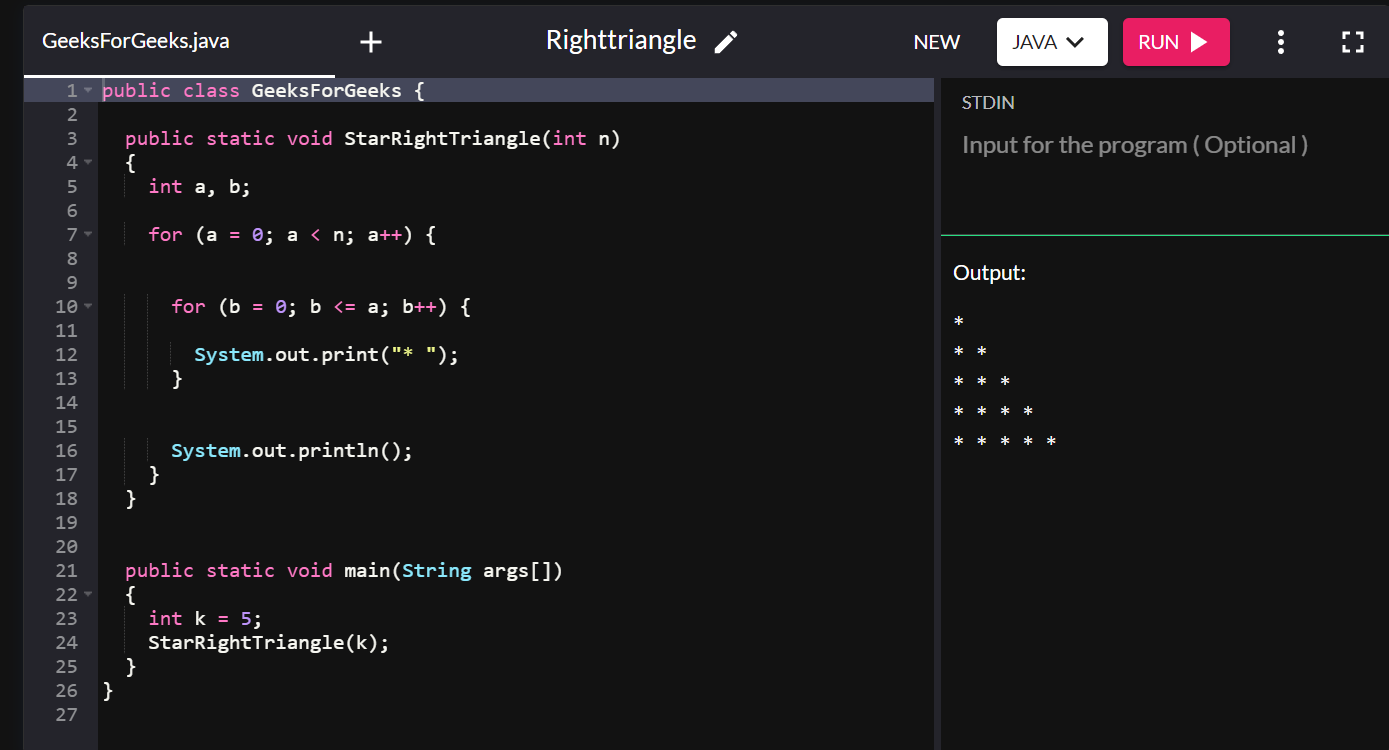 GeeksForGeeks.java + Righttriangle NEW JAVA RUN
1 public class GeeksForGeeks {
2
3 public static void StarRightTriangle(int n)
4 {
5 int a, b;
6
7 for (a = 0; a < n; a++) {
8
9
10 for (b = 0; b <= a; b++) {
11
12 System.out.print("* ");
13 }
14
15
16 System.out.println();
17 }
18 }
19
20
21 public static void main(String args[])
22 {
23 int k = 5;
24 StarRightTriangle(k);
25 }
26 }
27
STDIN
Input for the program ( Optional )
Output:
*
* *
* * *
* * * *
* * * * *